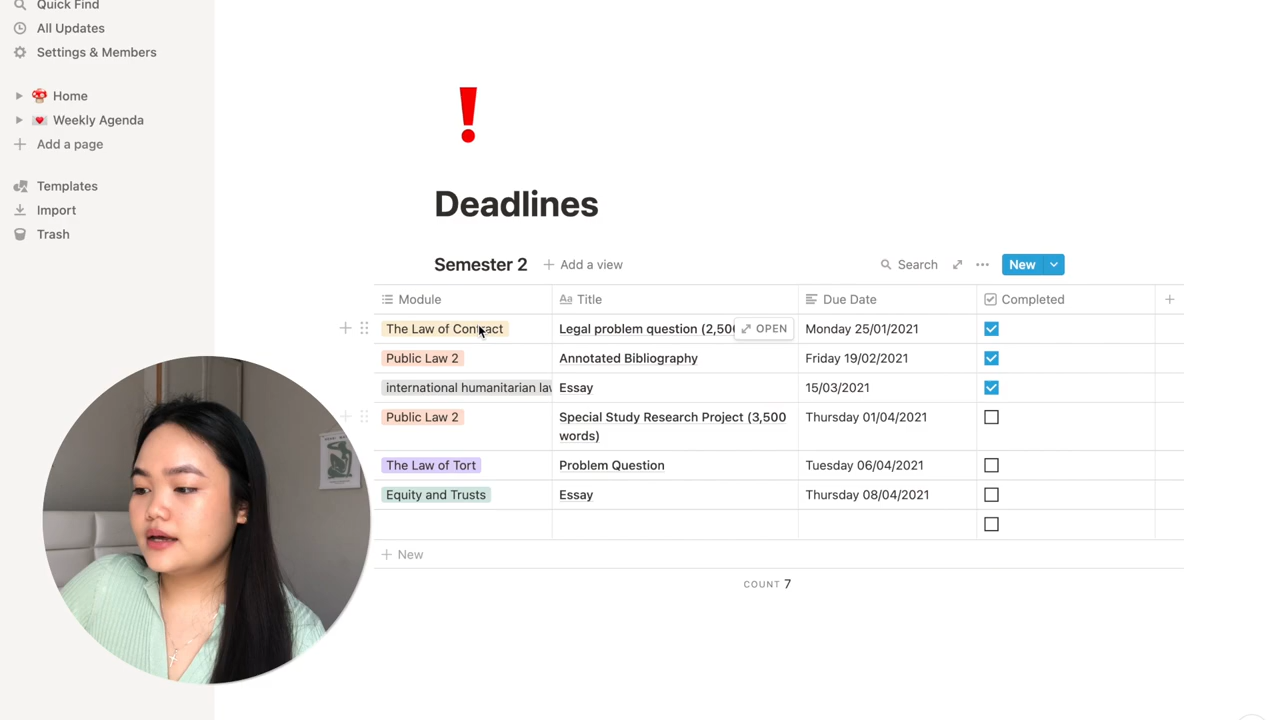 Quick Find
All Updates
Settings & Members
Home
Weekly Agenda
Add a page
Templates
Import
Trash
Deadlines
Semester 2 Add a view Search New
Module Title Due Date Completed
The Law of Contract Legal problem question (2,500 OPEN Monday 25/01/2021
Public Law 2 Annotated Bibliography Friday 19/02/2021
international humanitarian law Essay 15/03/2021
Public Law 2 Special Study Research Project (3,500 Thursday 01/04/2021
words)
The Law of Tort Problem Question Tuesday 06/04/2021
Equity and Trusts Essay Thursday 08/04/2021
New
COUNT 7